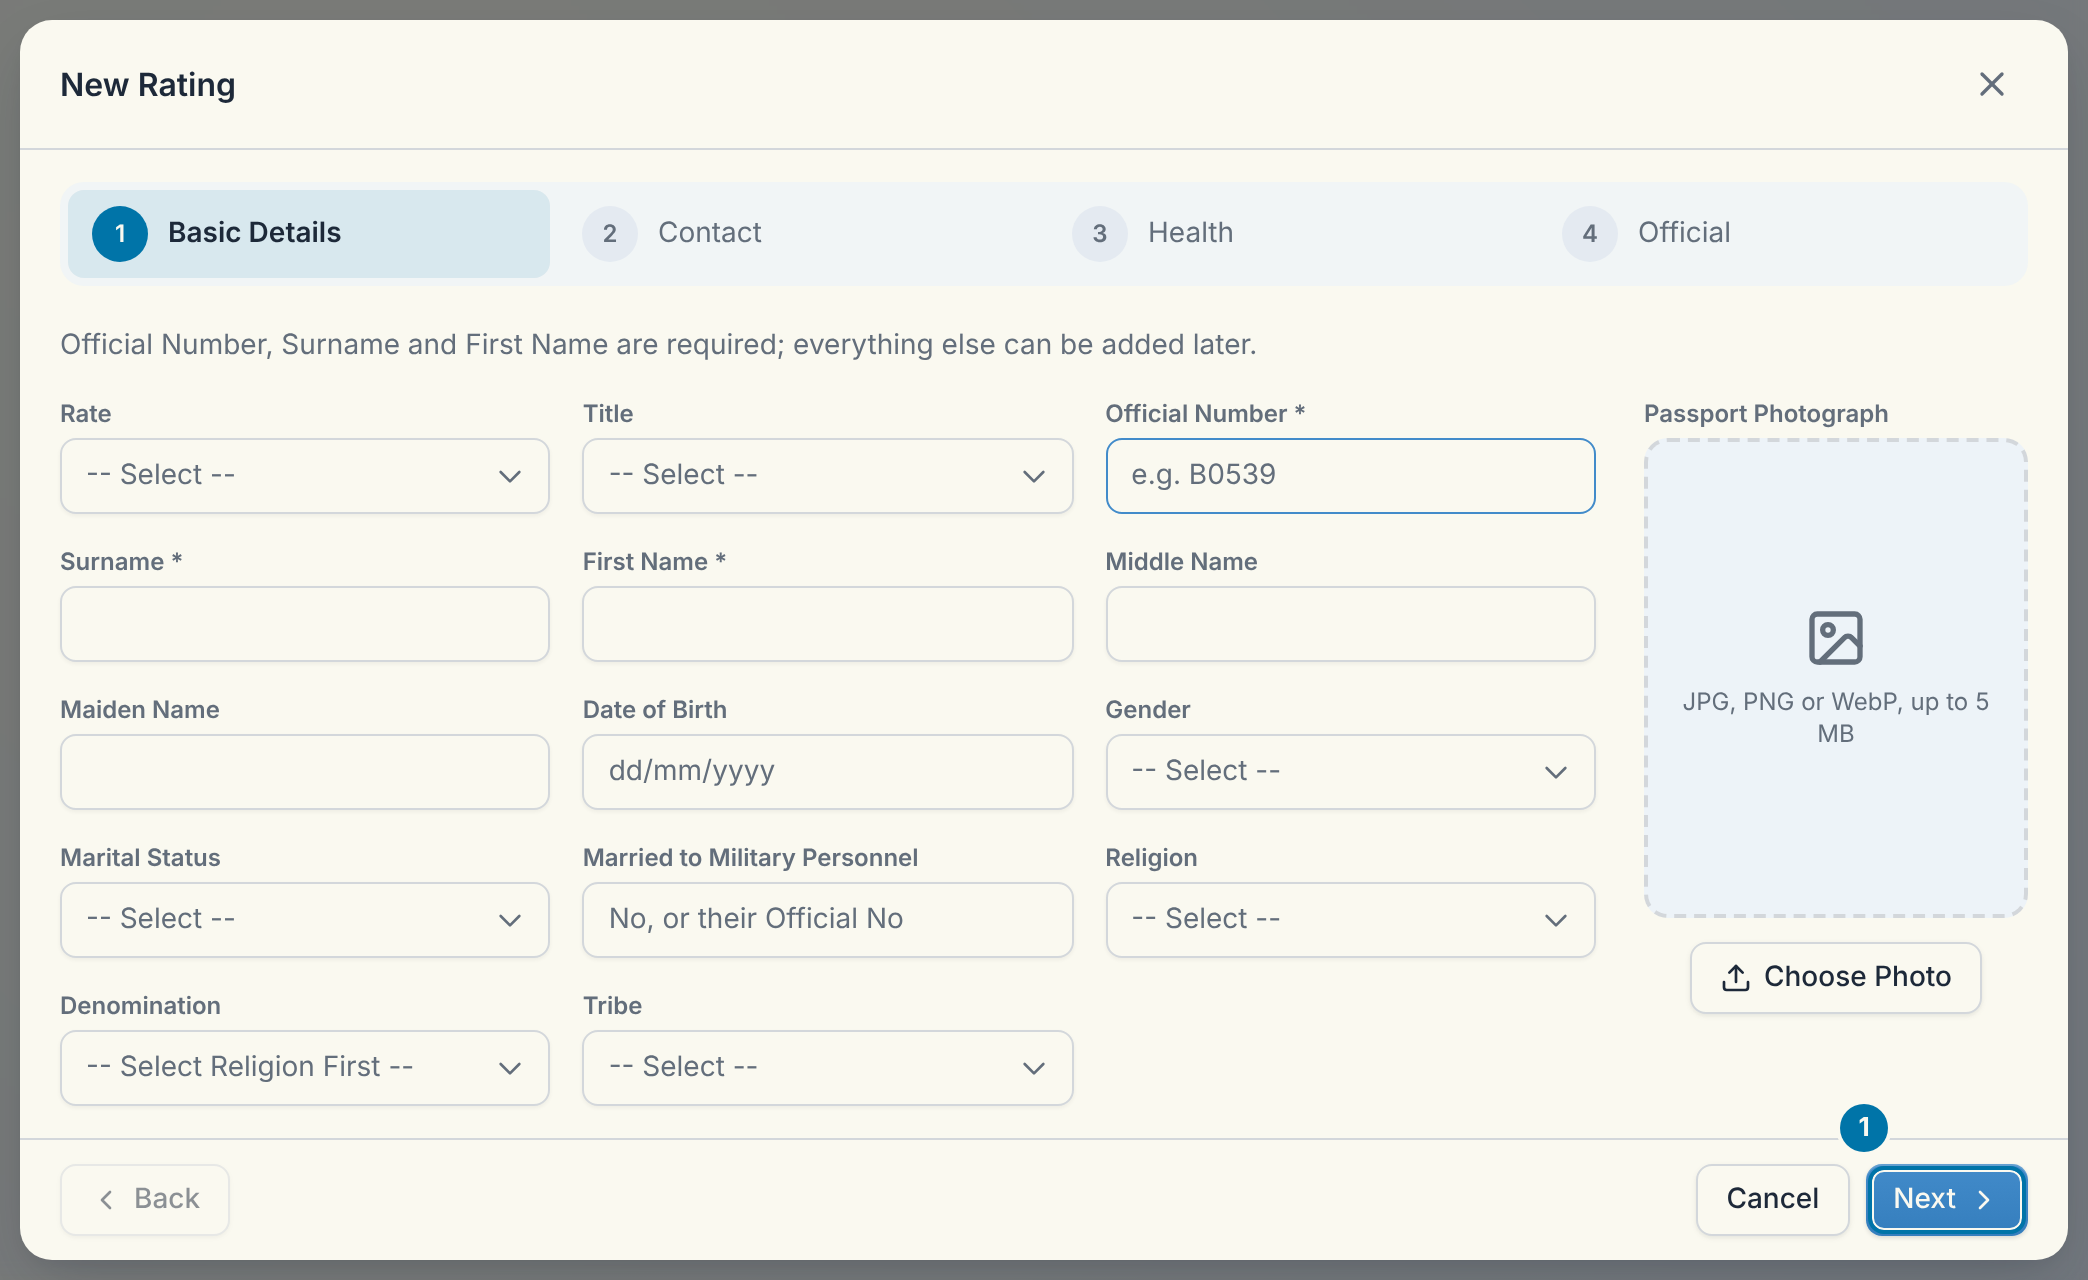 New Rating
1 Basic Details
2 Contact
3 Health
4 Official
Official Number, Surname and First Name are required; everything else can be added later.
Rate
Title
Official Number *
Passport Photograph
-- Select --
-- Select --
e.g. B0539
Surname *
First Name *
Middle Name
JPG, PNG or WebP, up to 5
MB
Maiden Name
Date of Birth
Gender
dd/mm/yyyy
-- Select --
Marital Status
Married to Military Personnel
Religion
-- Select --
No, or their Official No
-- Select --
Choose Photo
Denomination
Tribe
-- Select Religion First --
-- Select --
1
Back
Cancel
Next